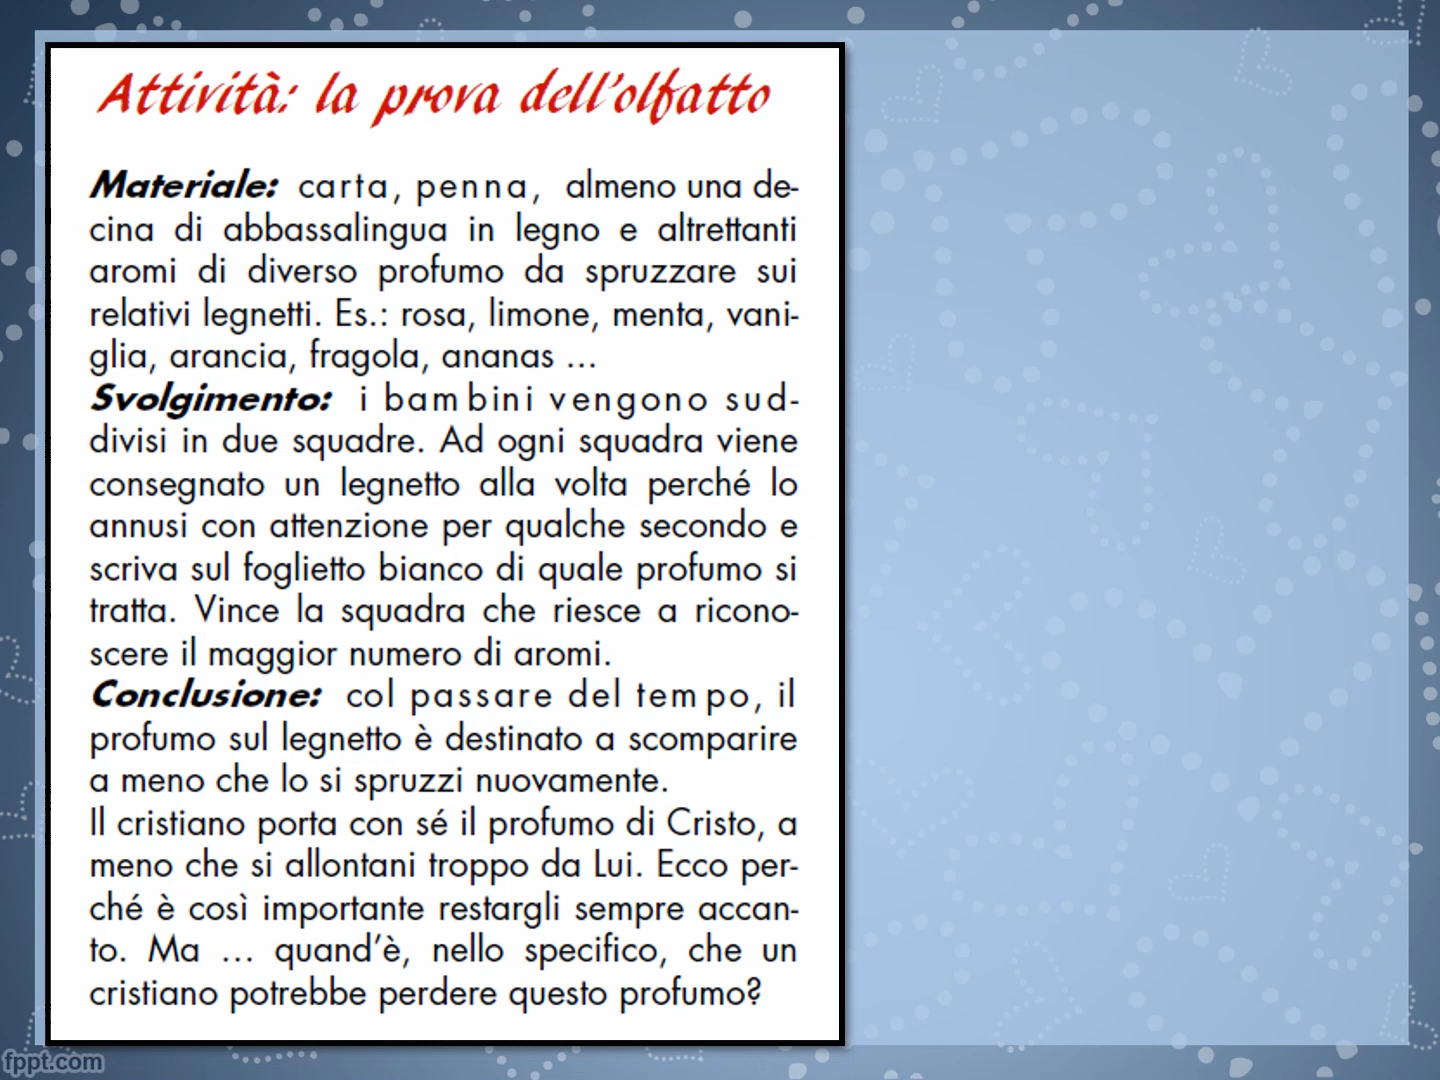 Attività: la prova dell'olfatto
Materiale: carta, penna, almeno una de-
cina di abbassalingua in legno e altrettanti
aromi di diverso profumo da spruzzare sui
relativi legnetti. Es.: rosa, limone, menta, vani-
glia, arancia, fragola, ananas ...
Svolgimento: i bambini vengono sud-
divisi in due squadre. Ad ogni squadra viene
consegnato un legnetto alla volta perché lo
annusi con attenzione per qualche secondo e
scriva sul foglietto bianco di quale profumo si
tratta. Vince la squadra che riesce a ricono-
scere il maggior numero di aromi.
Conclusione: col passare del tempo, il
profumo sul legnetto è destinato a scomparire
a meno che lo si spruzzi nuovamente.
Il cristiano porta con sé il profumo di Cristo, a
meno che si allontani troppo da Lui. Ecco per-
ché è così importante restargli sempre accan-
to. Ma ... quand'è, nello specifico, che un
cristiano potrebbe perdere questo profumo?
fppt.com